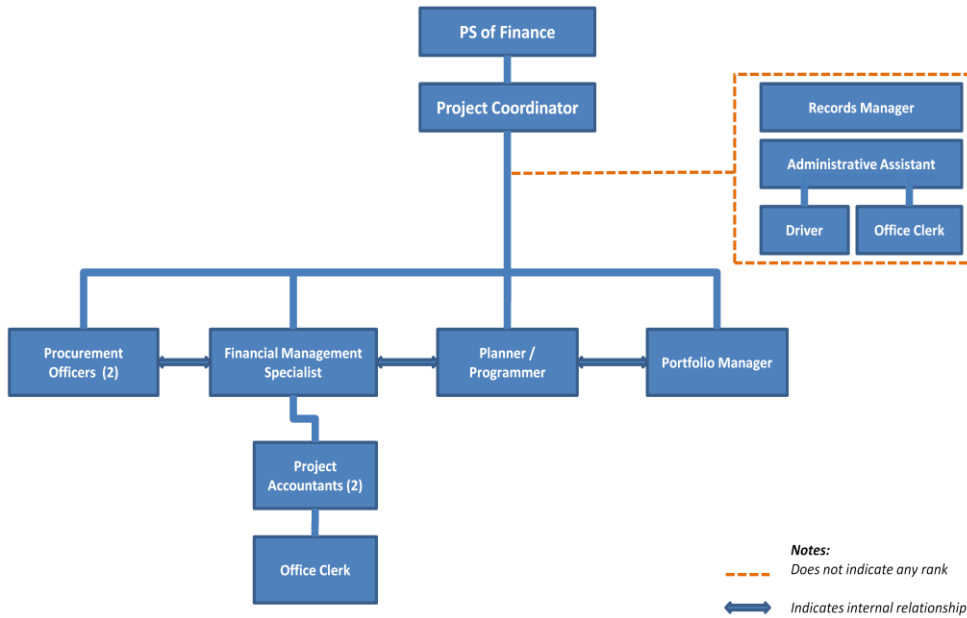 PS of Finance
Project Coordinator
Records Manager
Administrative Assistant
Driver
Office Clerk
Procurement
Officers (2)
Financial Management
Specialist
Planner /
Programmer
Portfolio Manager
Project
Accountants (2)
Office Clerk
Notes:
Does not indicate any rank
Indicates internal relationship